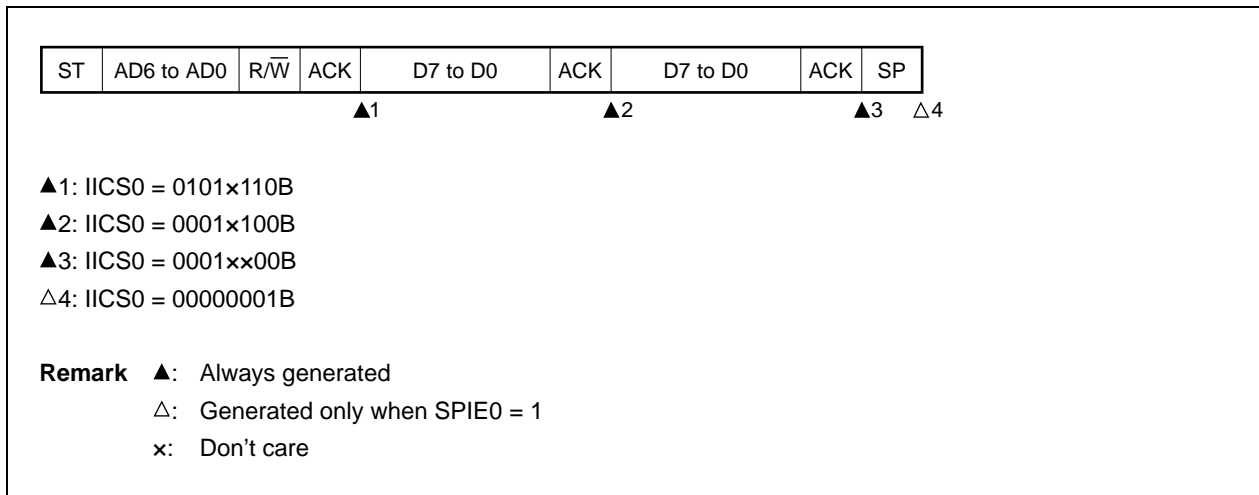 ST AD6 to AD0 R/W̅ ACK D7 to D0 ACK D7 to D0 ACK SP
▲1 ▲2 ▲3 △4
▲1: IICS0 = 0101×110B
▲2: IICS0 = 0001×100B
▲3: IICS0 = 0001××00B
△4: IICS0 = 00000001B
Remark ▲: Always generated
△: Generated only when SPIE0 = 1
×: Don't care